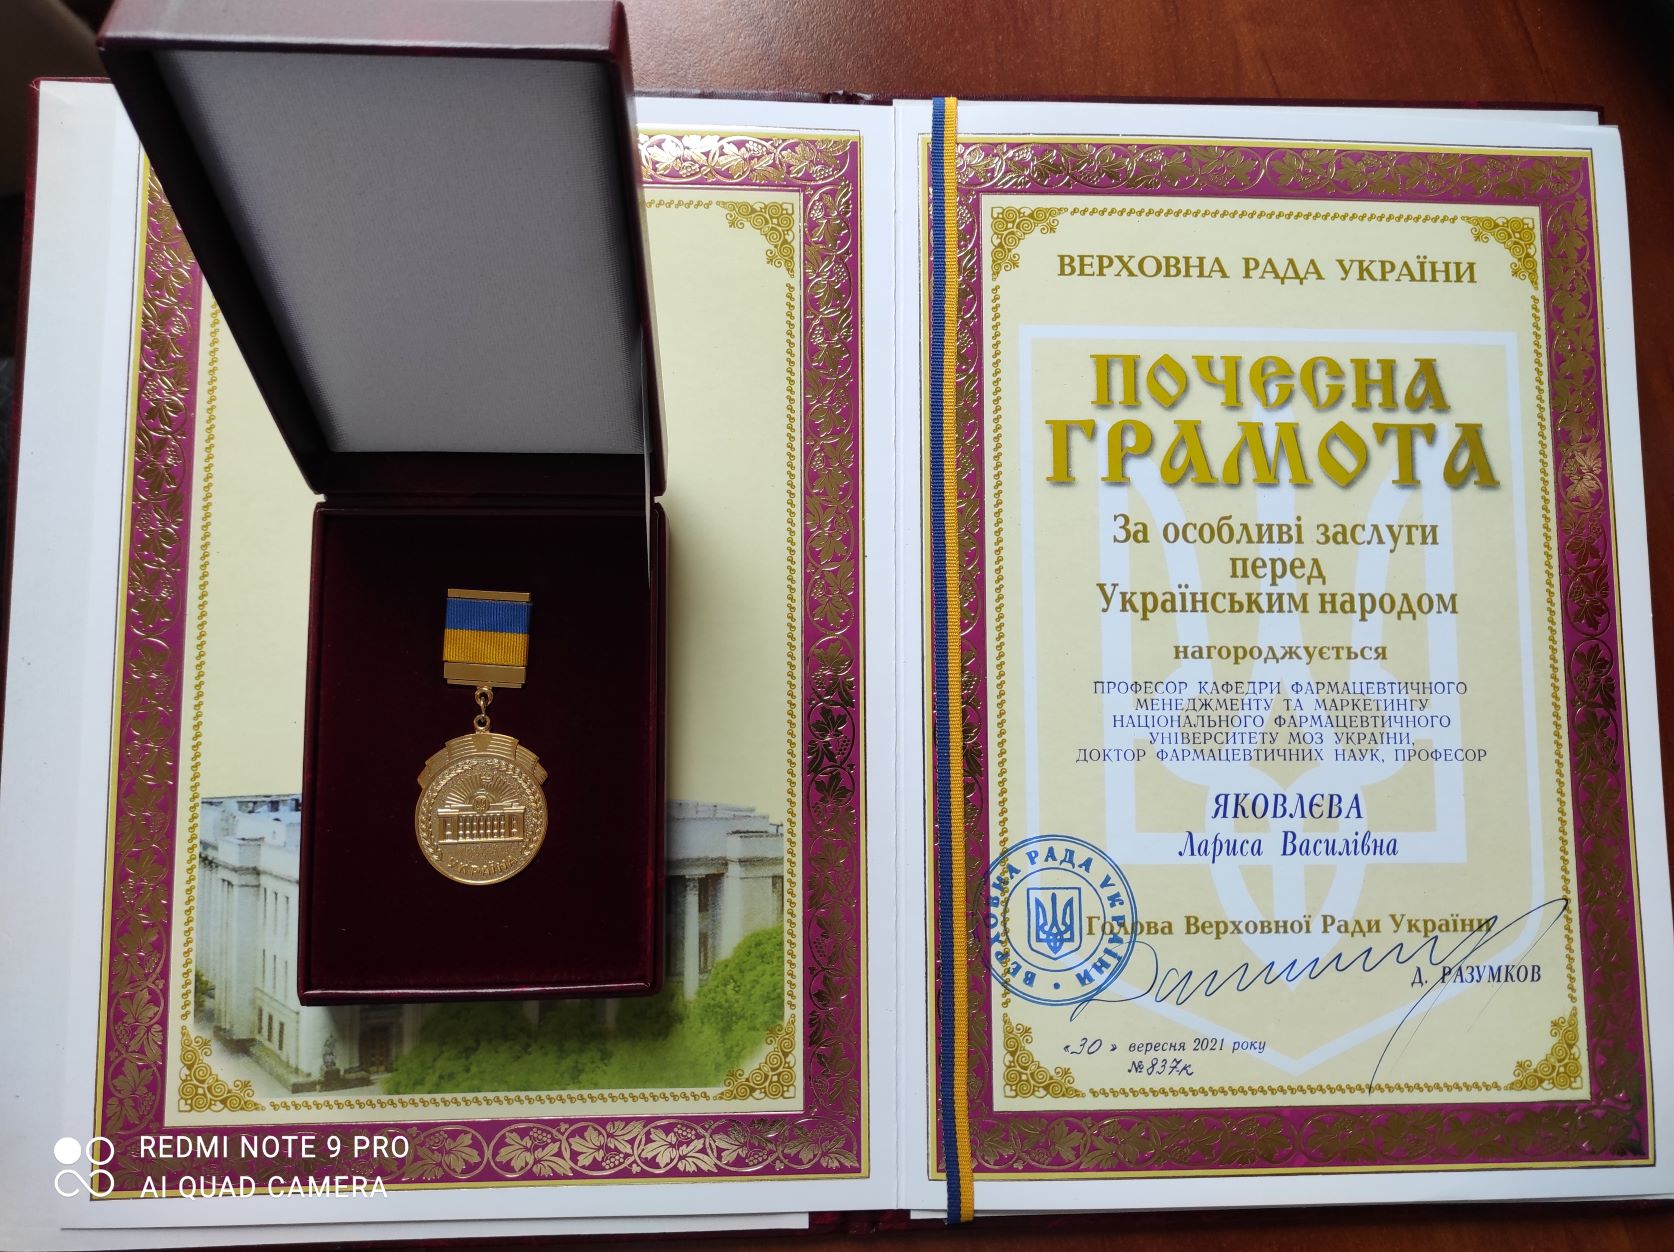 ВЕРХОВНА РАДА УКРАЇНИ
ПОЧЕСНА
ГРАМОТА
За особливі заслуги
перед
Українським народом
нагороджується
ПРОФЕСОР КАФЕДРИ ФАРМАЦЕВТИЧНОГО
МЕНЕДЖМЕНТУ ТА МАРКЕТИНГУ
НАЦІОНАЛЬНОГО ФАРМАЦЕВТИЧНОГО
УНІВЕРСИТЕТУ МОЗ УКРАЇНИ,
ДОКТОР ФАРМАЦЕВТИЧНИХ НАУК, ПРОФЕСОР
ЯКОВЛЄВА
Лариса Василівна
ВЕРХОВНА РАДА УКРАЇНИ
Голова Верховної Ради України
Д. РАЗУМКОВ
«30» вересня 2021 року
№837-к
УКРАЇНА
REDMI NOTE 9 PRO
AI QUAD CAMERA